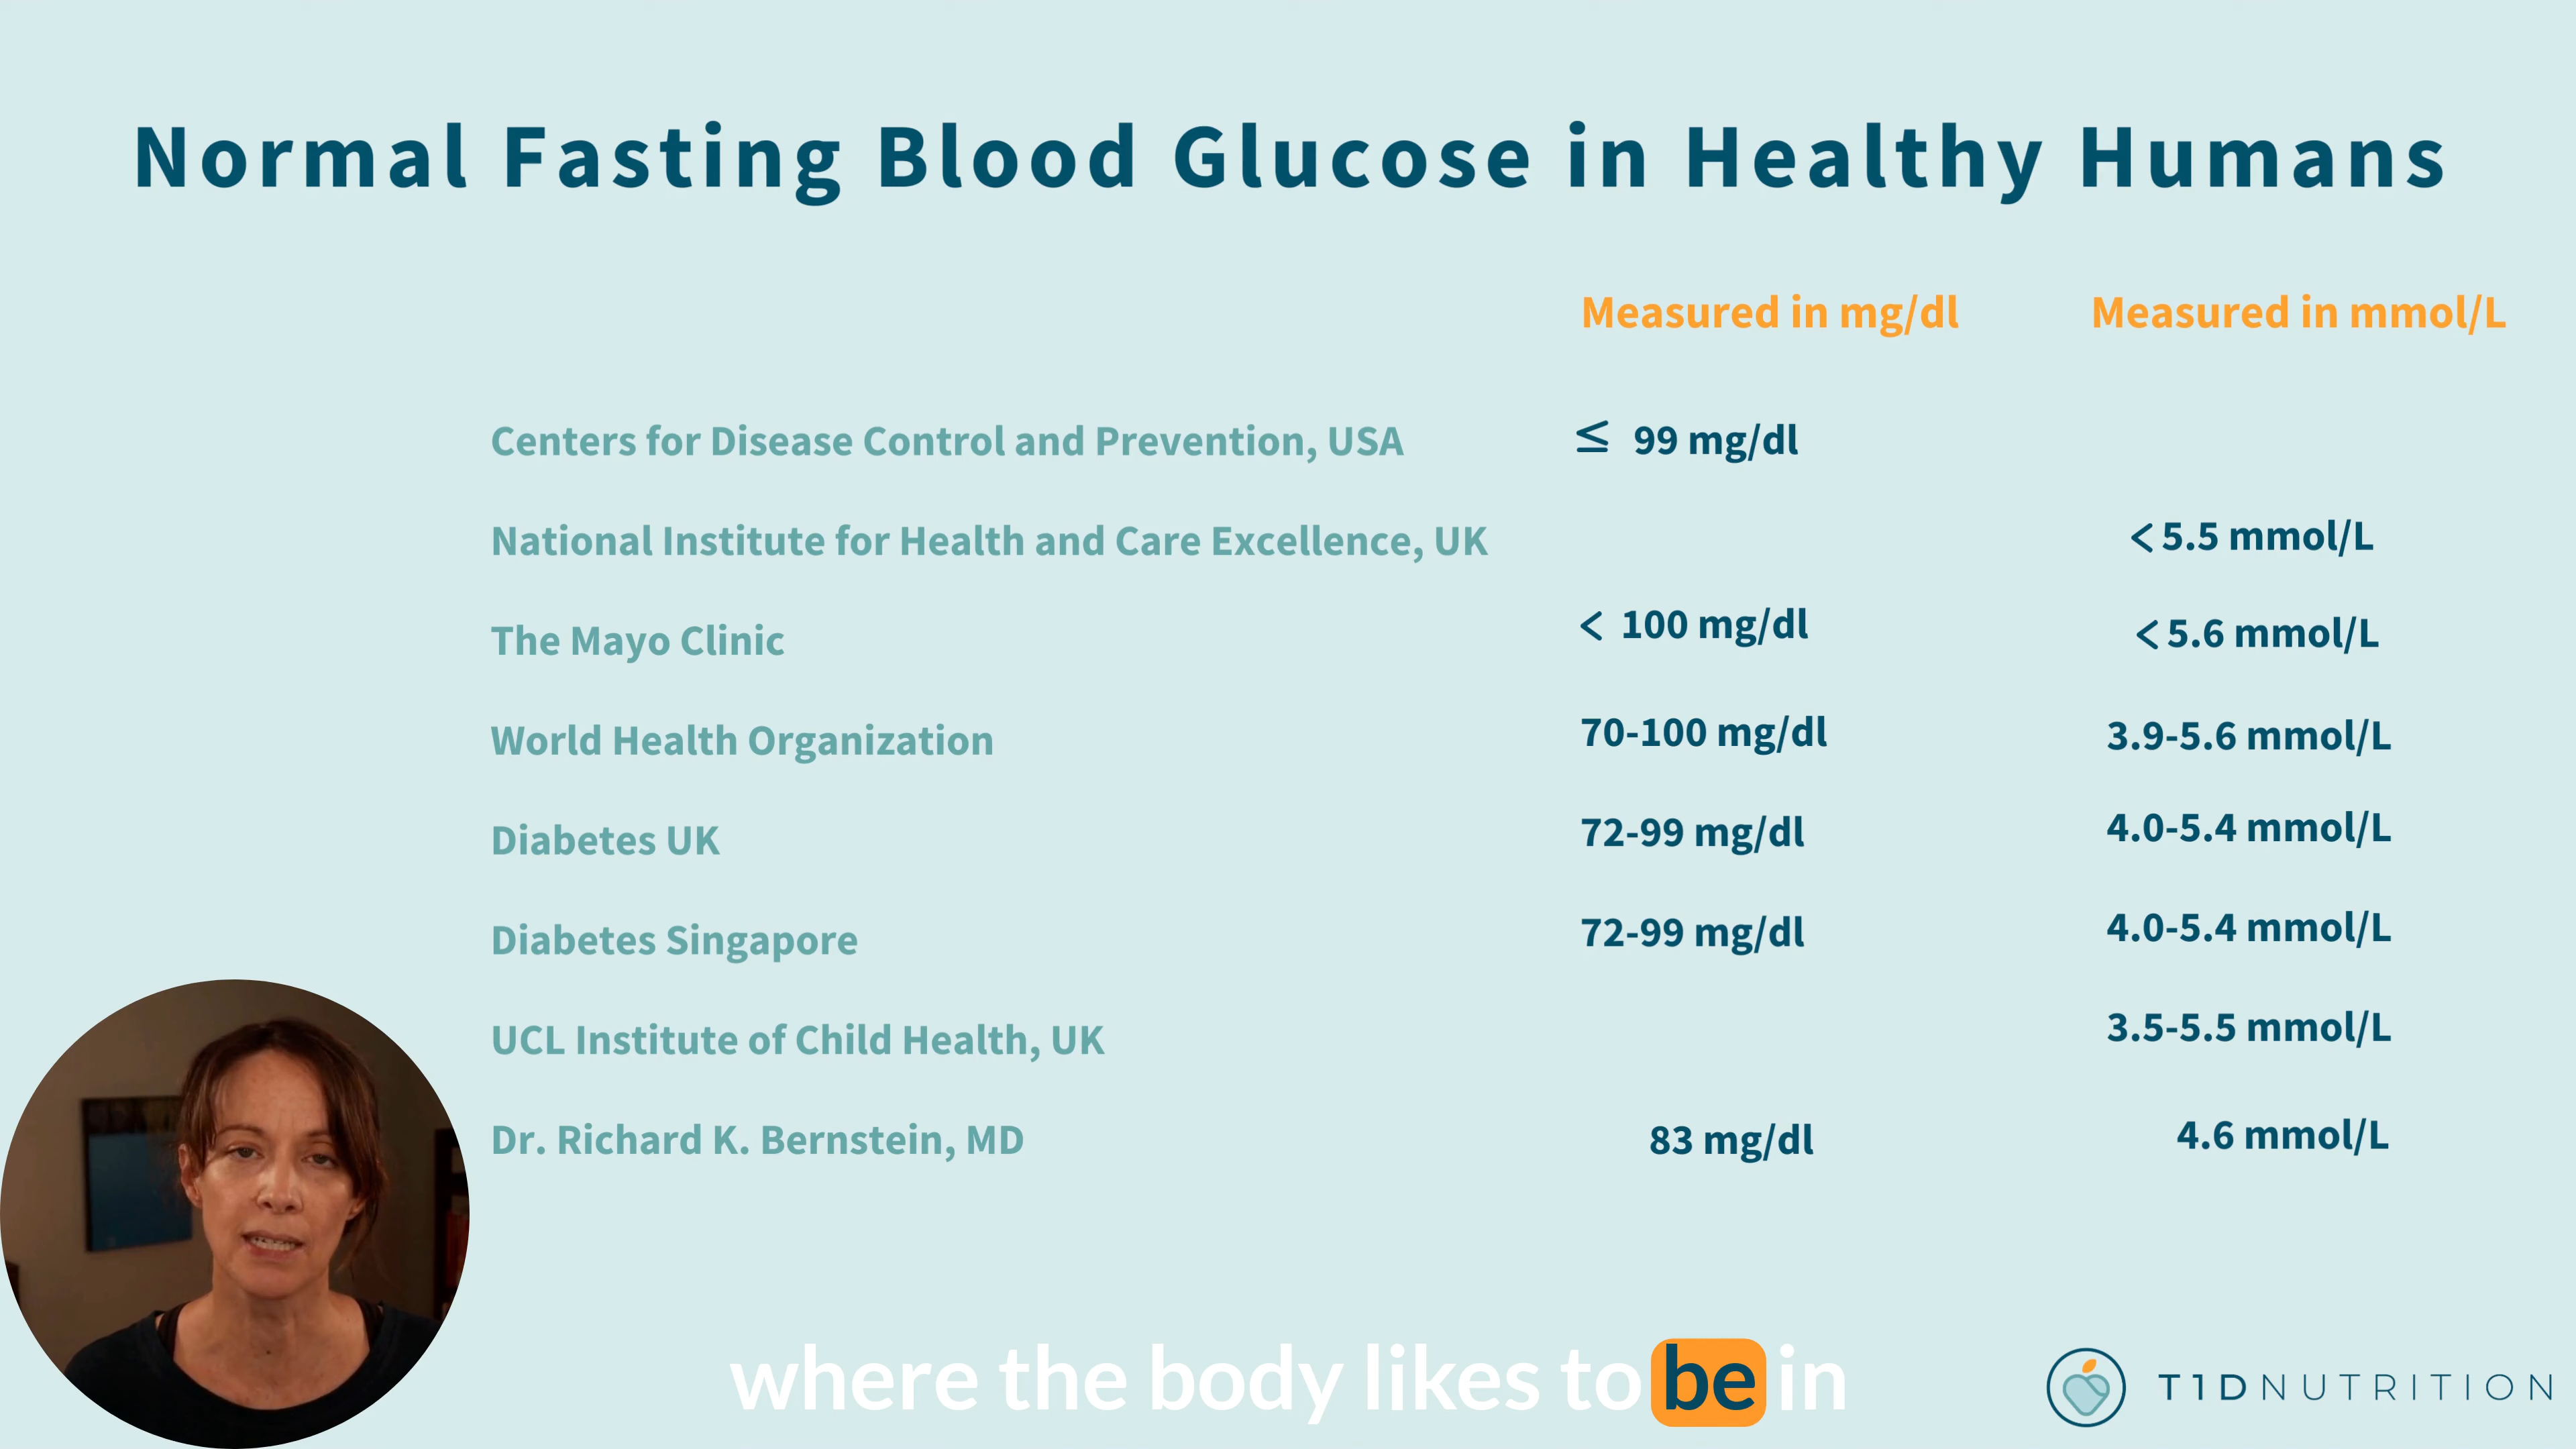 Normal Fasting Blood Glucose in Healthy Humans
Measured in mg/dl Measured in mmol/L
Centers for Disease Control and Prevention, USA ≤ 99 mg/dl
National Institute for Health and Care Excellence, UK < 5.5 mmol/L
The Mayo Clinic < 100 mg/dl < 5.6 mmol/L
World Health Organization 70-100 mg/dl 3.9-5.6 mmol/L
Diabetes UK 72-99 mg/dl 4.0-5.4 mmol/L
Diabetes Singapore 72-99 mg/dl 4.0-5.4 mmol/L
UCL Institute of Child Health, UK 3.5-5.5 mmol/L
Dr. Richard K. Bernstein, MD 83 mg/dl 4.6 mmol/L
where the body likes to be in
T1DNUTRITION